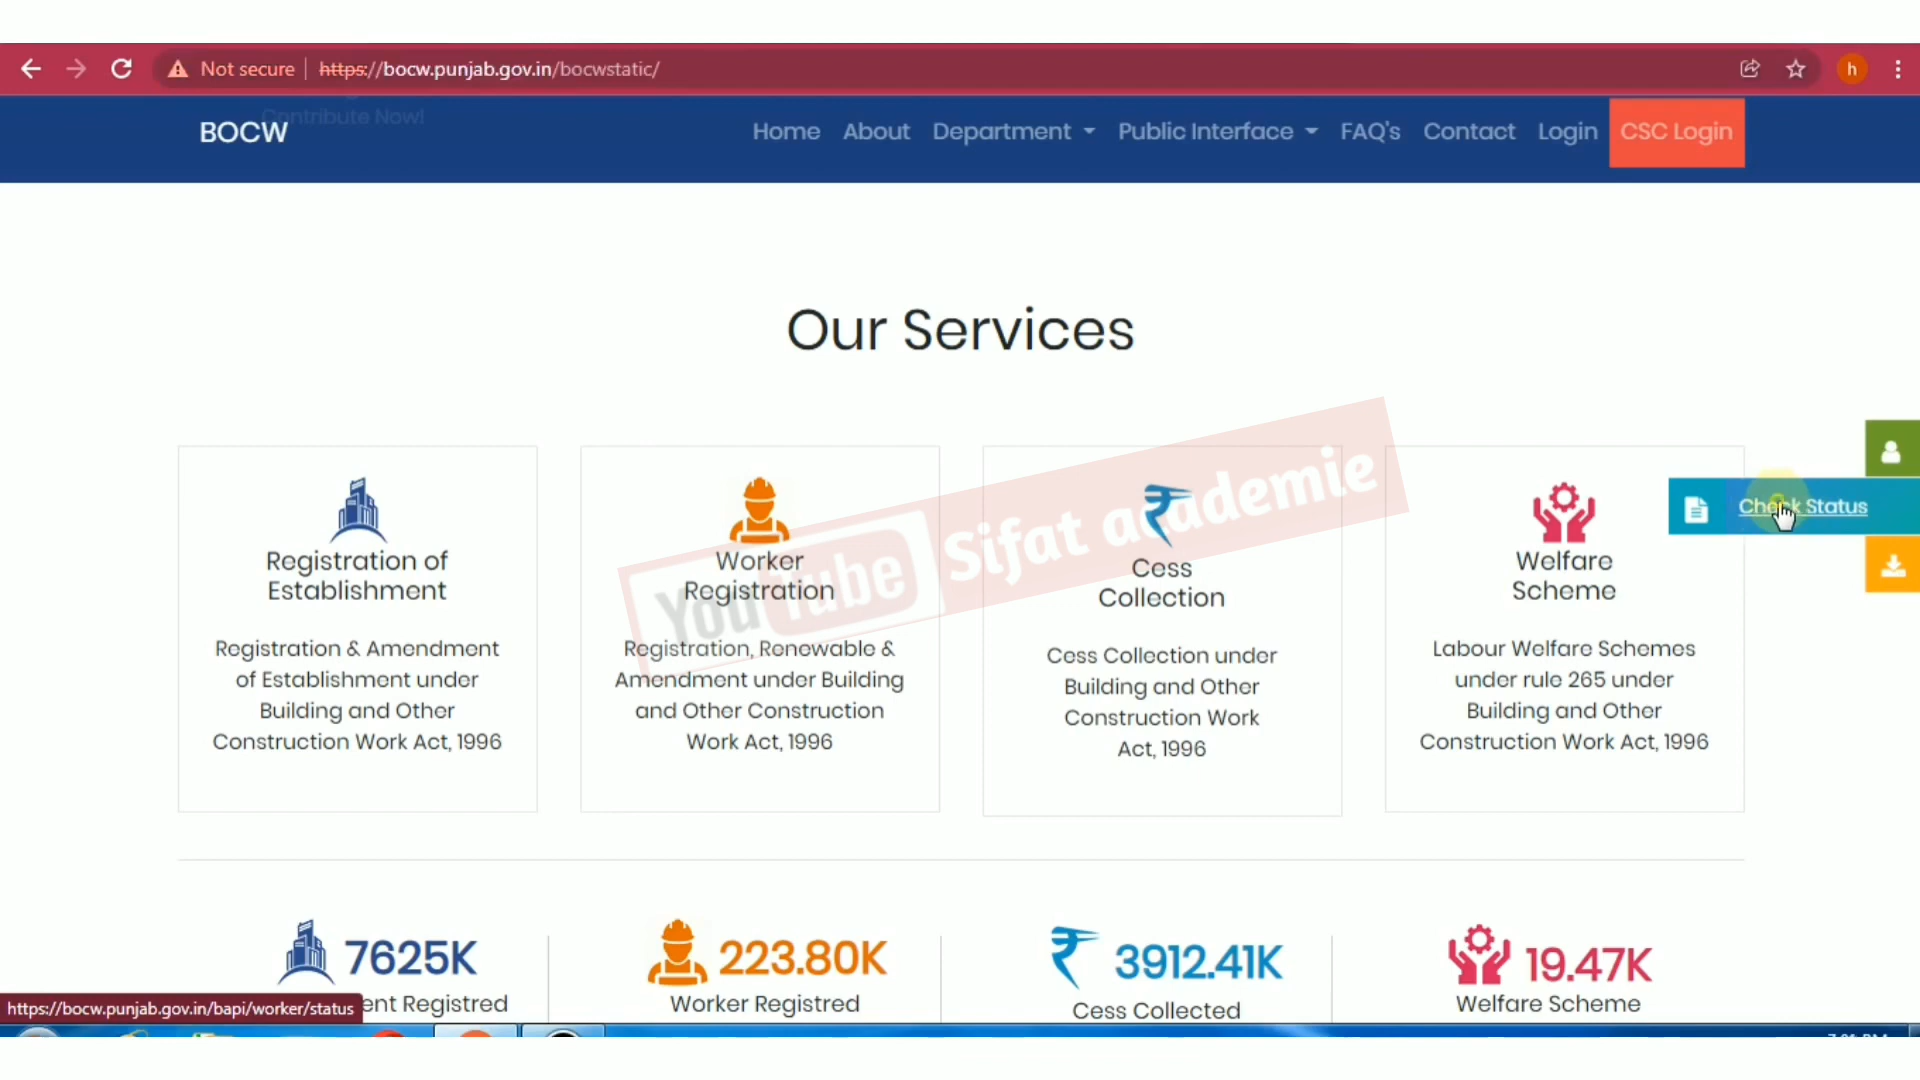 Not secure
https://bocw.punjab.gov.in/bocwstatic/
h
Contribute Now!
BOCW
Home
About
Department
Public Interface
FAQ's
Contact
Login
CSC Login
Our Services
Check Status
Registration of
Establishment
Registration & Amendment
of Establishment under
Building and Other
Construction Work Act, 1996
Worker
Registration
Registration, Renewable &
Amendment under Building
and Other Construction
Work Act, 1996
Cess
Collection
Cess Collection under
Building and Other
Construction Work
Act, 1996
Welfare
Scheme
Labour Welfare Schemes
under rule 265 under
Building and Other
Construction Work Act, 1996
YouTube Sifat academie
7625K
ent Registred
223.80K
Worker Registred
3912.41K
Cess Collected
19.47K
Welfare Scheme
https://bocw.punjab.gov.in/bapi/worker/status